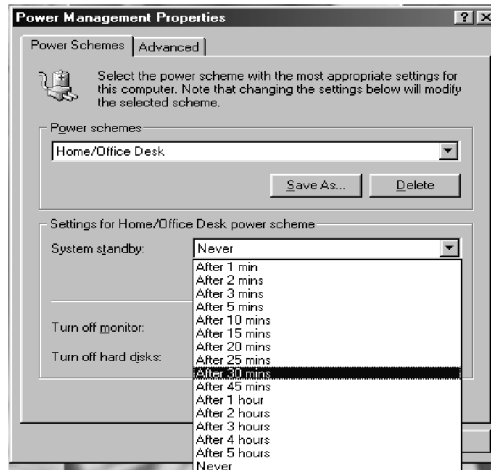 Power Management Properties
Power Schemes Advanced
Select the power scheme with the most appropriate settings for
this computer. Note that changing the settings below will modify
the selected scheme.
Power schemes
Home/Office Desk
Save As... Delete
Settings for Home/Office Desk power scheme
System standby: Never
After 1 min
After 2 mins
After 3 mins
After 5 mins
After 10 mins
After 15 mins
After 20 mins
After 25 mins
After 30 mins
After 45 mins
After 1 hour
After 2 hours
After 3 hours
After 4 hours
After 5 hours
Never
Turn off monitor:
Turn off hard disks: